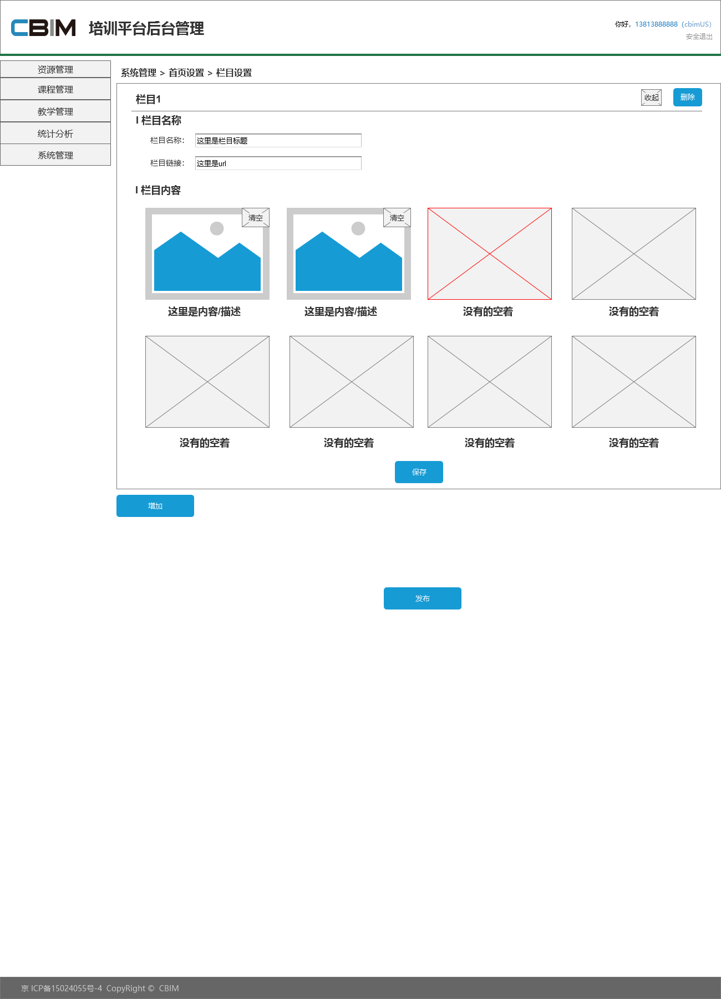 CBIM 培训平台后台管理
你好，13813888888（cbimUS）
安全退出
资源管理
课程管理
教学管理
统计分析
系统管理
系统管理 > 首页设置 > 栏目设置
栏目1 收起 删除
I 栏目名称
栏目名称： 这里是栏目标题
栏目链接： 这里是url
I 栏目内容
清空 清空
这里是内容/描述 这里是内容/描述 没有的空着 没有的空着
没有的空着 没有的空着 没有的空着 没有的空着
保存
增加
发布
京 ICP备15024055号-4 CopyRight © CBIM